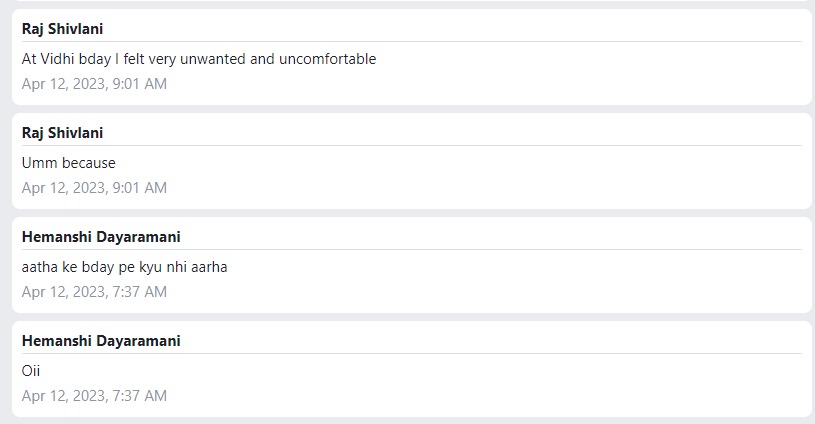 Raj Shivlani
At Vidhi bday I felt very unwanted and uncomfortable
Apr 12, 2023, 9:01 AM
Raj Shivlani
Umm because
Apr 12, 2023, 9:01 AM
Hemanshi Dayaramani
aatha ke bday pe kyu nhi aarha
Apr 12, 2023, 7:37 AM
Hemanshi Dayaramani
Oii
Apr 12, 2023, 7:37 AM